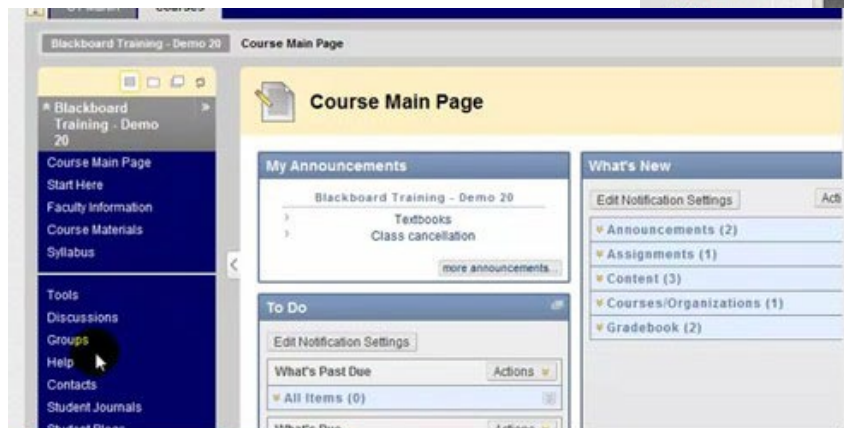 Courses
Blackboard Training - Demo 20
Course Main Page
Blackboard
Training - Demo
20
Course Main Page
Start Here
Faculty Information
Course Materials
Syllabus
Tools
Discussions
Groups
Help
Contacts
Student Journals
Course Main Page
My Announcements
Blackboard Training - Demo 20
Textbooks
Class cancellation
more announcements...
To Do
Edit Notification Settings
What's Past Due
Actions
All Items (0)
What's New
Edit Notification Settings
Acti
Announcements (2)
Assignments (1)
Content (3)
Courses/Organizations (1)
Gradebook (2)